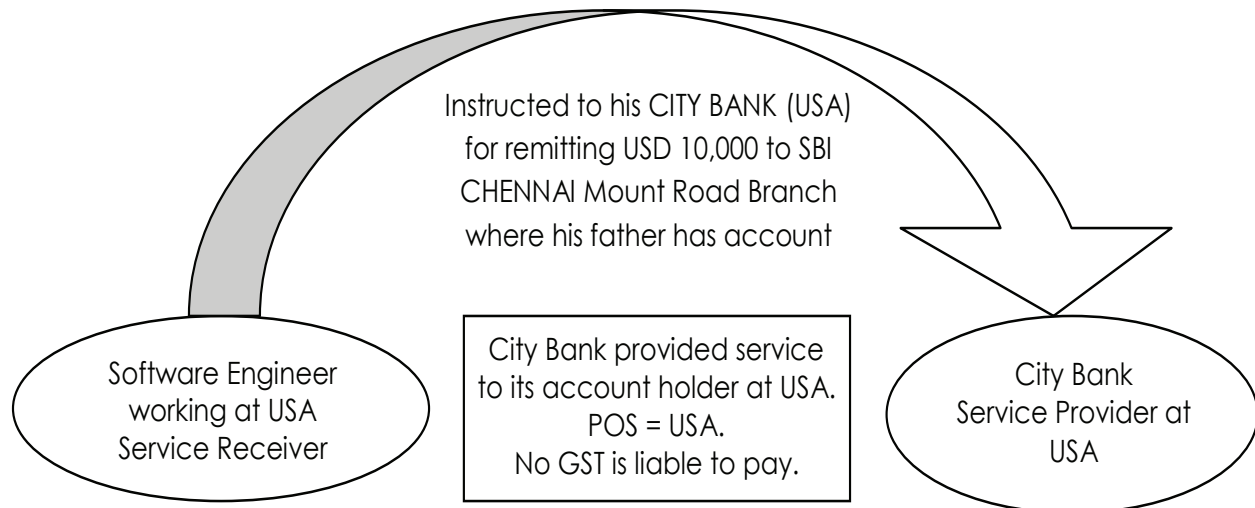 Instructed to his CITY BANK (USA)
for remitting USD 10,000 to SBI
CHENNAI Mount Road Branch
where his father has account
Software Engineer
working at USA
Service Receiver
City Bank provided service
to its account holder at USA.
POS = USA.
No GST is liable to pay.
City Bank
Service Provider at
USA